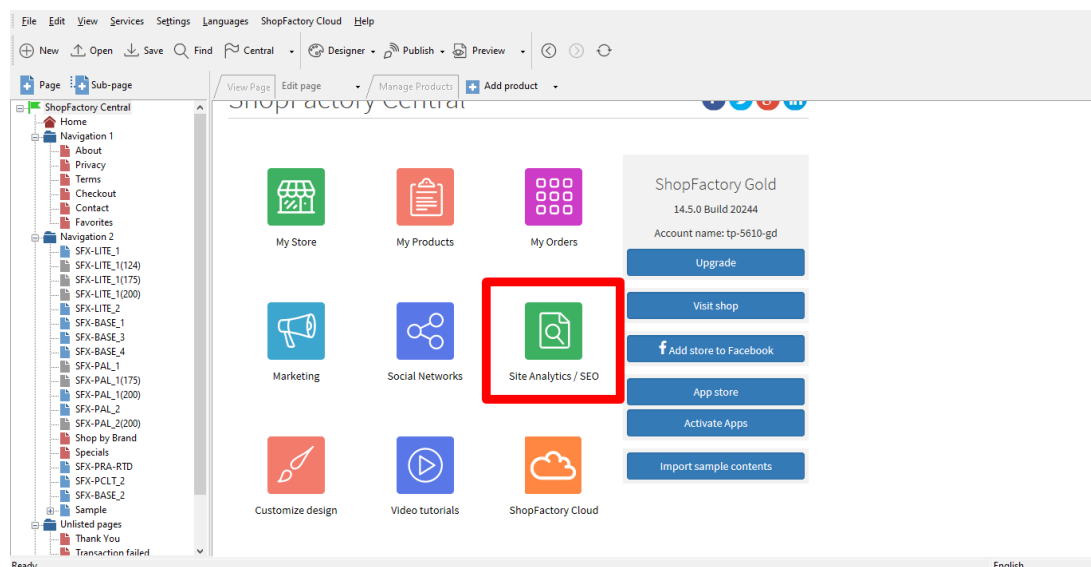 File Edit View Services Settings Languages ShopFactory Cloud Help
New Open Save Find Central Designer Publish Preview
Page Sub-page
View Page Edit page Manage Products Add product
ShopFactory Central
ShopFactory Central
Home
Navigation 1
About
Privacy
Terms
Checkout
Contact
Favorites
Navigation 2
SFX-LITE_1
SFX-LITE_1(124)
SFX-LITE_1(175)
SFX-LITE_1(200)
SFX-LITE_2
SFX-BASE_1
SFX-BASE_3
SFX-BASE_4
SFX-PAL_1
SFX-PAL_1(175)
SFX-PAL_1(200)
SFX-PAL_2
SFX-PAL_2(200)
Shop by Brand
Specials
SFX-PRA-RTD
SFX-PCLT_2
SFX-BASE_2
Sample
Unlisted pages
Thank You
Transaction failed
My Store My Products My Orders
Marketing Social Networks Site Analytics / SEO
Customize design Video tutorials ShopFactory Cloud
ShopFactory Gold
14.5.0 Build 20244
Account name: tp-5610-gd
Upgrade
Visit shop
Add store to Facebook
App store
Activate Apps
Import sample contents
Ready
English